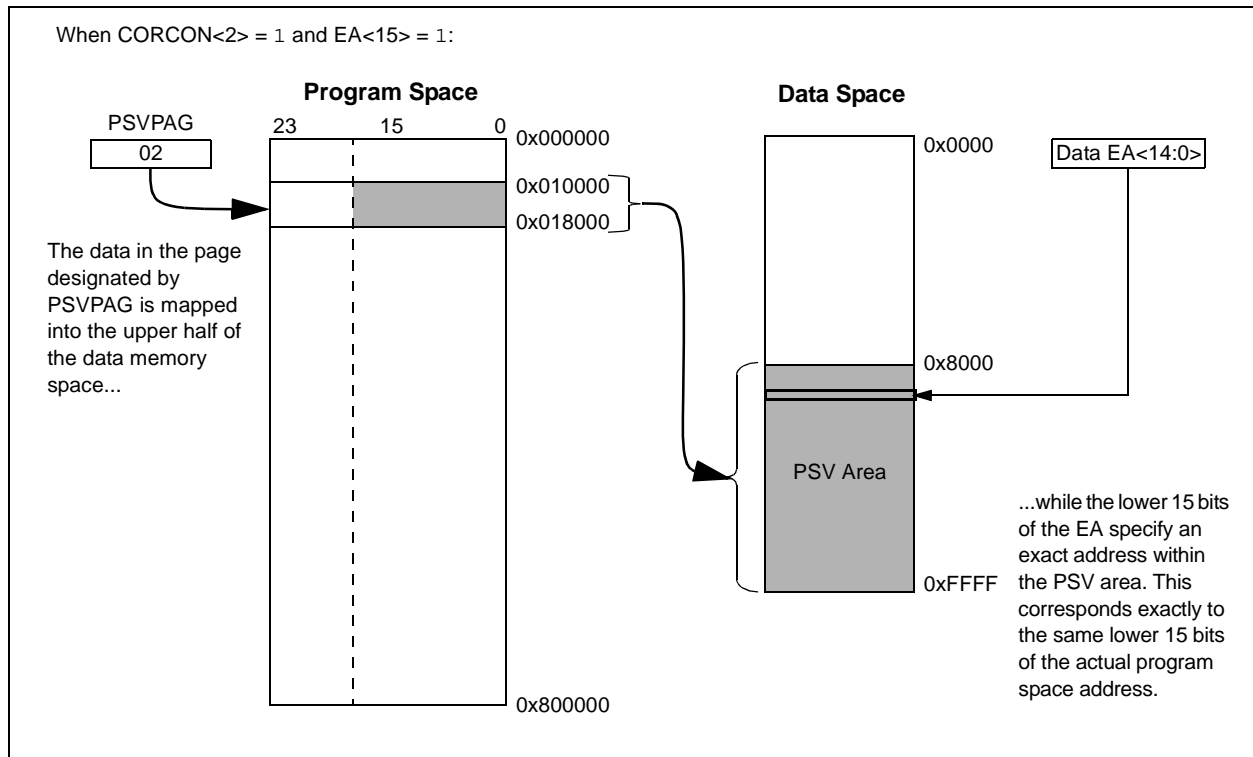 When CORCON<2> = 1 and EA<15> = 1:
Program Space
Data Space
PSVPAG
02
23 15 0
0x000000
0x010000
0x018000
0x800000
The data in the page
designated by
PSVPAG is mapped
into the upper half of
the data memory
space...
0x0000
Data EA<14:0>
0x8000
PSV Area
0xFFFF
...while the lower 15 bits
of the EA specify an
exact address within
the PSV area. This
corresponds exactly to
the same lower 15 bits
of the actual program
space address.